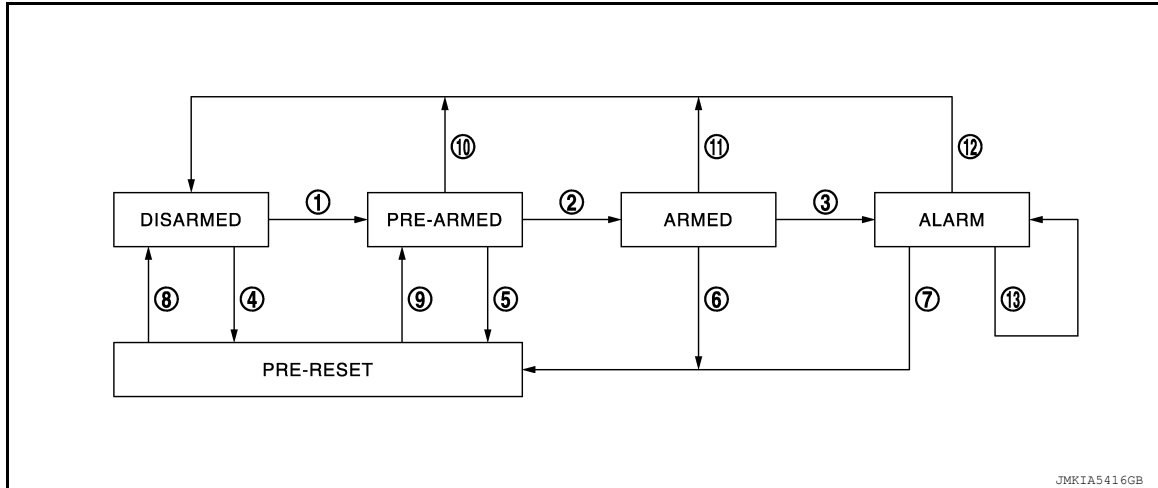 ⑩ ⑪ ⑫
DISARMED ① PRE-ARMED ② ARMED ③ ALARM
⑧ ④ ⑨ ⑤ ⑥ ⑦ ⑬
PRE-RESET
JMKIA5416GB